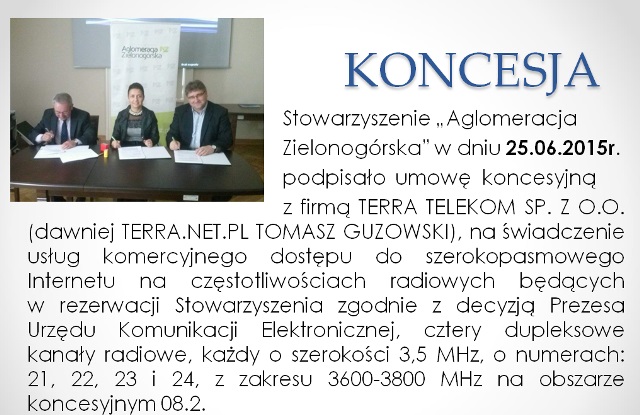 Aglomeracja
Zielonogórska
KONCESJA
Stowarzyszenie „Aglomeracja
Zielonogórska” w dniu 25.06.2015r.
podpisało umowę koncesyjną
z firmą TERRA TELEKOM SP. Z O.O.
(dawniej TERRA.NET.PL TOMASZ GUZOWSKI), na świadczenie
usług komercyjnego dostępu do szerokopasmowego
Internetu na częstotliwościach radiowych będących
w rezerwacji Stowarzyszenia zgodnie z decyzją Prezesa
Urzędu Komunikacji Elektronicznej, cztery dupleksowe
kanały radiowe, każdy o szerokości 3,5 MHz, o numerach:
21, 22, 23 i 24, z zakresu 3600-3800 MHz na obszarze
koncesyjnym 08.2.